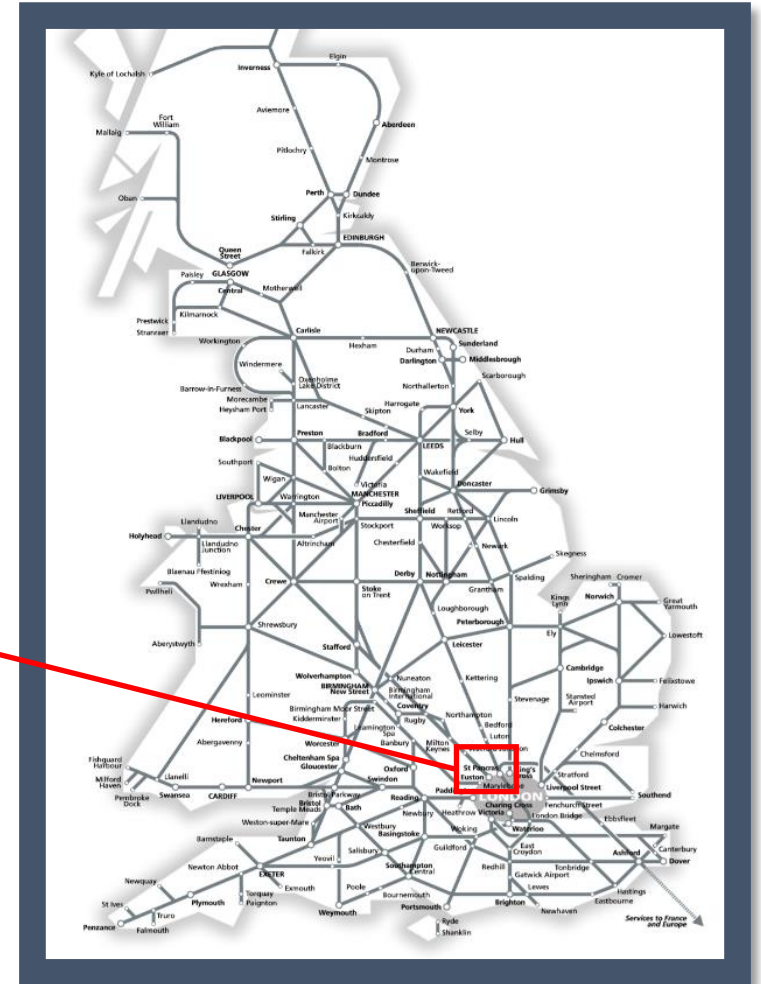 Elgin
Inverness
Kyle of Lochalsh
Aviemore
Fort
William
Mallaig
Aberdeen
Pitlochry
Montrose
Perth
Dundee
Oban
Stirling
Kirkcaldy
EDINBURGH
Queen
Street
Falkirk
Berwick-
upon-Tweed
Paisley
GLASGOW
Central
Motherwell
Prestwick
Kilmarnock
Stranraer
Carlisle
NEWCASTLE
Workington
Hexham
Sunderland
Durham
Darlington
Middlesbrough
Windermere
Scarborough
Oxenholme
Lake District
Barrow-in-Furness
Northallerton
Morecambe
Heysham Port
Lancaster
Harrogate
Skipton
York
Blackpool
Preston
Bradford
Selby
Hull
Blackburn
LEEDS
Huddersfield
Southport
Bolton
Wakefield
Wigan
Victoria
Doncaster
LIVERPOOL
Warrington
MANCHESTER
Piccadilly
Grimsby
Manchester
Airport
Sheffield
Retford
Lincoln
Llandudno
Chester
Stockport
Worksop
Holyhead
Llandudno
Junction
Altrincham
Chesterfield
Newark
Skegness
Blaenau Ffestiniog
Wrexham
Crewe
Derby
Nottingham
Spalding
Sheringham
Cromer
Pwllheli
Stoke
on Trent
Grantham
Kings
Lynn
Norwich
Great
Yarmouth
Loughborough
Shrewsbury
Peterborough
Ely
Lowestoft
Aberystwyth
Stafford
Leicester
Wolverhampton
Nuneaton
Cambridge
BIRMINGHAM
New Street
Birmingham
International
Kettering
Ipswich
Felixstowe
Leominster
Coventry
Stansted
Airport
Birmingham Moor Street
Rugby
Northampton
Stevenage
Harwich
Hereford
Kidderminster
Leamington
Spa
Bedford
Colchester
Abergavenny
Worcester
Banbury
Milton
Keynes
Luton
Chelmsford
Fishguard
Harbour
Cheltenham Spa
Gloucester
Oxford
St Pancras
King's
Cross
Euston
Stratford
Milford
Haven
Llanelli
Newport
Swindon
Marylebone
Liverpool Street
Pembroke
Dock
Swansea
CARDIFF
Bristol Parkway
Reading
LONDON
Southend
Bristol
Temple Meads
Bath
Charing Cross
Fenchurch Street
Newbury
Heathrow
Victoria
London Bridge
Ebbsfleet
Weston-super-Mare
Westbury
Basingstoke
Woking
Waterloo
Margate
Barnstaple
Taunton
Salisbury
Guildford
East
Croydon
Canterbury
Yeovil
Southampton
Central
Redhill
Tonbridge
Ashford
Dover
Newton Abbot
EXETER
Gatwick Airport
Newquay
Exmouth
Poole
Lewes
Hastings
Torquay
Paignton
Bournemouth
Eastbourne
St Ives
Truro
Plymouth
Weymouth
Portsmouth
Brighton
Newhaven
Penzance
Falmouth
Ryde
Shanklin
Services to France
and Europe